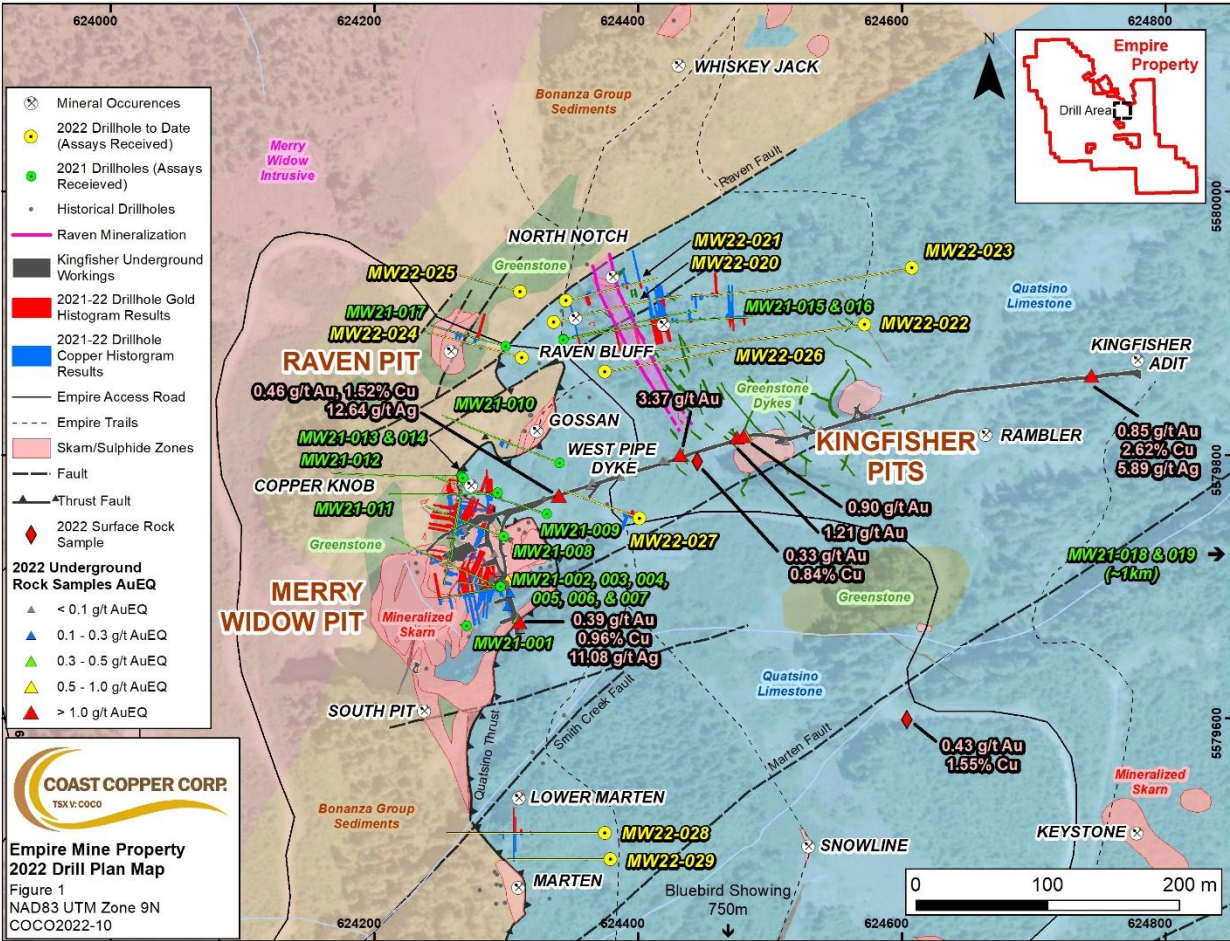 624000
624200
624400
624600
624800
Mineral Occurences
2022 Drillhole to Date
(Assays Received)
2021 Drillholes (Assays
Receieved)
Historical Drillholes
Raven Mineralization
Kingfisher Underground
Workings
2021-22 Drillhole Gold
Histogram Results
2021-22 Drillhole
Copper Historgram
Results
Empire Access Road
Empire Trails
Skarn/Sulphide Zones
Fault
Thrust Fault
2022 Surface Rock
Sample
2022 Underground
Rock Samples AuEQ
< 0.1 g/t AuEQ
0.1 - 0.3 g/t AuEQ
0.3 - 0.5 g/t AuEQ
0.5 - 1.0 g/t AuEQ
> 1.0 g/t AuEQ
COAST COPPER CORP.
TSX V: COCO
Empire Mine Property
2022 Drill Plan Map
Figure 1
NAD83 UTM Zone 9N
COCO2022-10
N
Empire
Property
Drill Area
WHISKEY JACK
Bonanza Group
Sediments
Merry
Widow
Intrusive
Raven Fault
5580000
NORTH NOTCH
MW22-021
MW22-020
MW22-023
MW22-025
Greenstone
Quatsino
Limestone
MW21-017
MW21-015 & 016
MW22-024
MW22-022
RAVEN PIT
RAVEN BLUFF
MW22-026
KINGFISHER
ADIT
0.46 g/t Au, 1.52% Cu
12.64 g/t Ag
MW21-010
3.37 g/t Au
Greenstone
Dykes
GOSSAN
MW21-013 & 014
WEST PIPE
DYKE
KINGFISHER
PITS
RAMBLER
0.85 g/t Au
2.62% Cu
5.89 g/t Ag
5579800
MW21-012
COPPER KNOB
MW21-011
MW21-009
MW21-008
MW22-027
0.90 g/t Au
1.21 g/t Au
0.33 g/t Au
0.84% Cu
MW21-018 & 019
(~1km)
Greenstone
MW21-002, 003, 004,
005, 006, & 007
Greenstone
MERRY
WIDOW PIT
Mineralized
Skarn
MW21-001
0.39 g/t Au
0.96% Cu
11.08 g/t Ag
Quatsino
Limestone
SOUTH PIT
Smith Creek Fault
Quatsino Thrust
Marten Fault
5579600
0.43 g/t Au
1.55% Cu
Mineralized
Skarn
LOWER MARTEN
Bonanza Group
Sediments
MW22-028
MW22-029
SNOWLINE
KEYSTONE
MARTEN
Bluebird Showing
750m
0
100
200 m
624200
624400
624600
624800